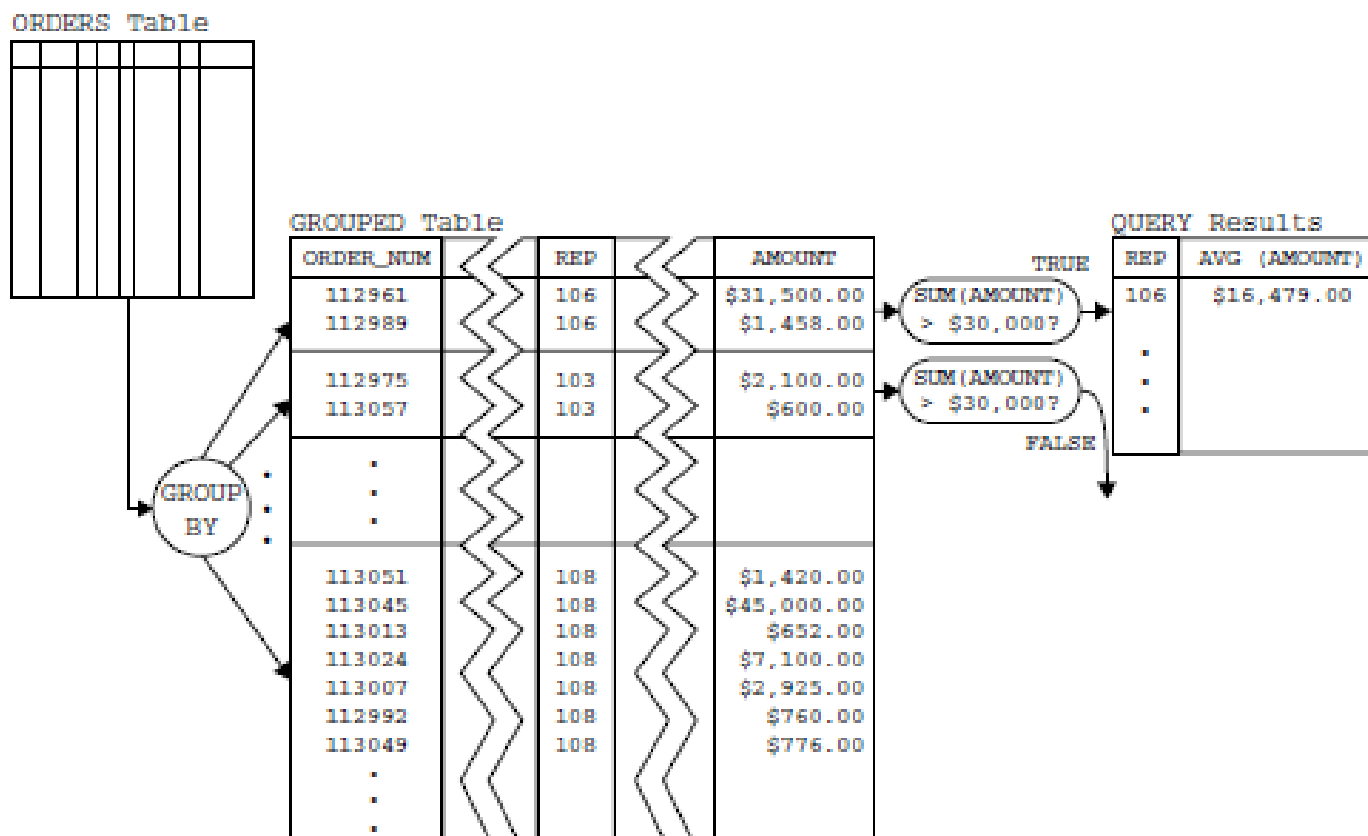 ORDERS Table
GROUPED Table
ORDER_NUM REP AMOUNT
112961 106 $31,500.00
112989 106 $1,458.00
112975 103 $2,100.00
113057 103 $600.00
113051 108 $1,420.00
113045 108 $45,000.00
113013 108 $652.00
113024 108 $7,100.00
113007 108 $2,925.00
112992 108 $760.00
113049 108 $776.00
GROUP
BY
SUM(AMOUNT)
> $30,000?
TRUE
SUM(AMOUNT)
> $30,000?
FALSE
QUERY Results
REP AVG (AMOUNT)
106 $16,479.00